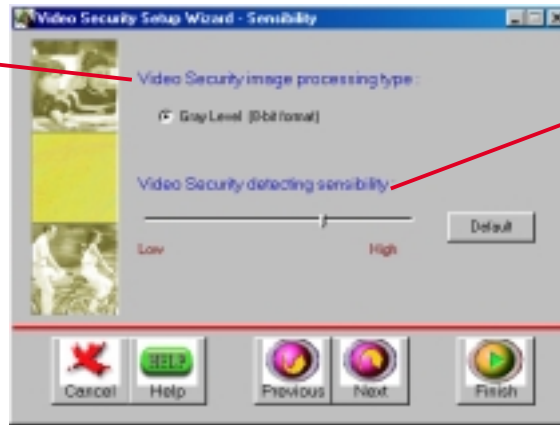 Video Security Setup Wizard - Sensibility
Video Security image processing type :
Gray Level (8-bit format)
Video Security detecting sensibility :
Default
Low High
HELP
Cancel Help Previous Next Finish